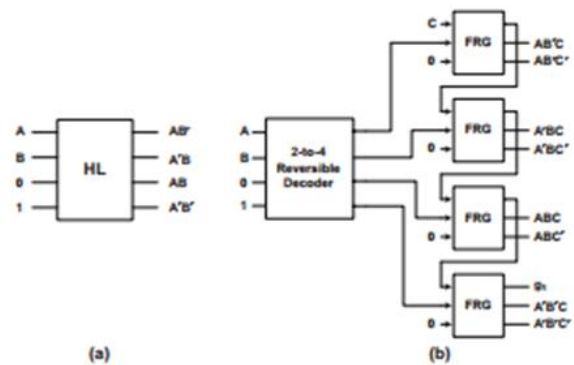 A
B
0
1
HL
AB'
A'B
AB
A'B'
(a)
A
B
0
1
2-to-4
Reversible
Decoder
C
0
FRG
AB'C
AB'C'
0
FRG
A'BC
A'BC'
0
FRG
ABC
ABC'
0
FRG
g₁
A'B'C
A'B'C'
(b)